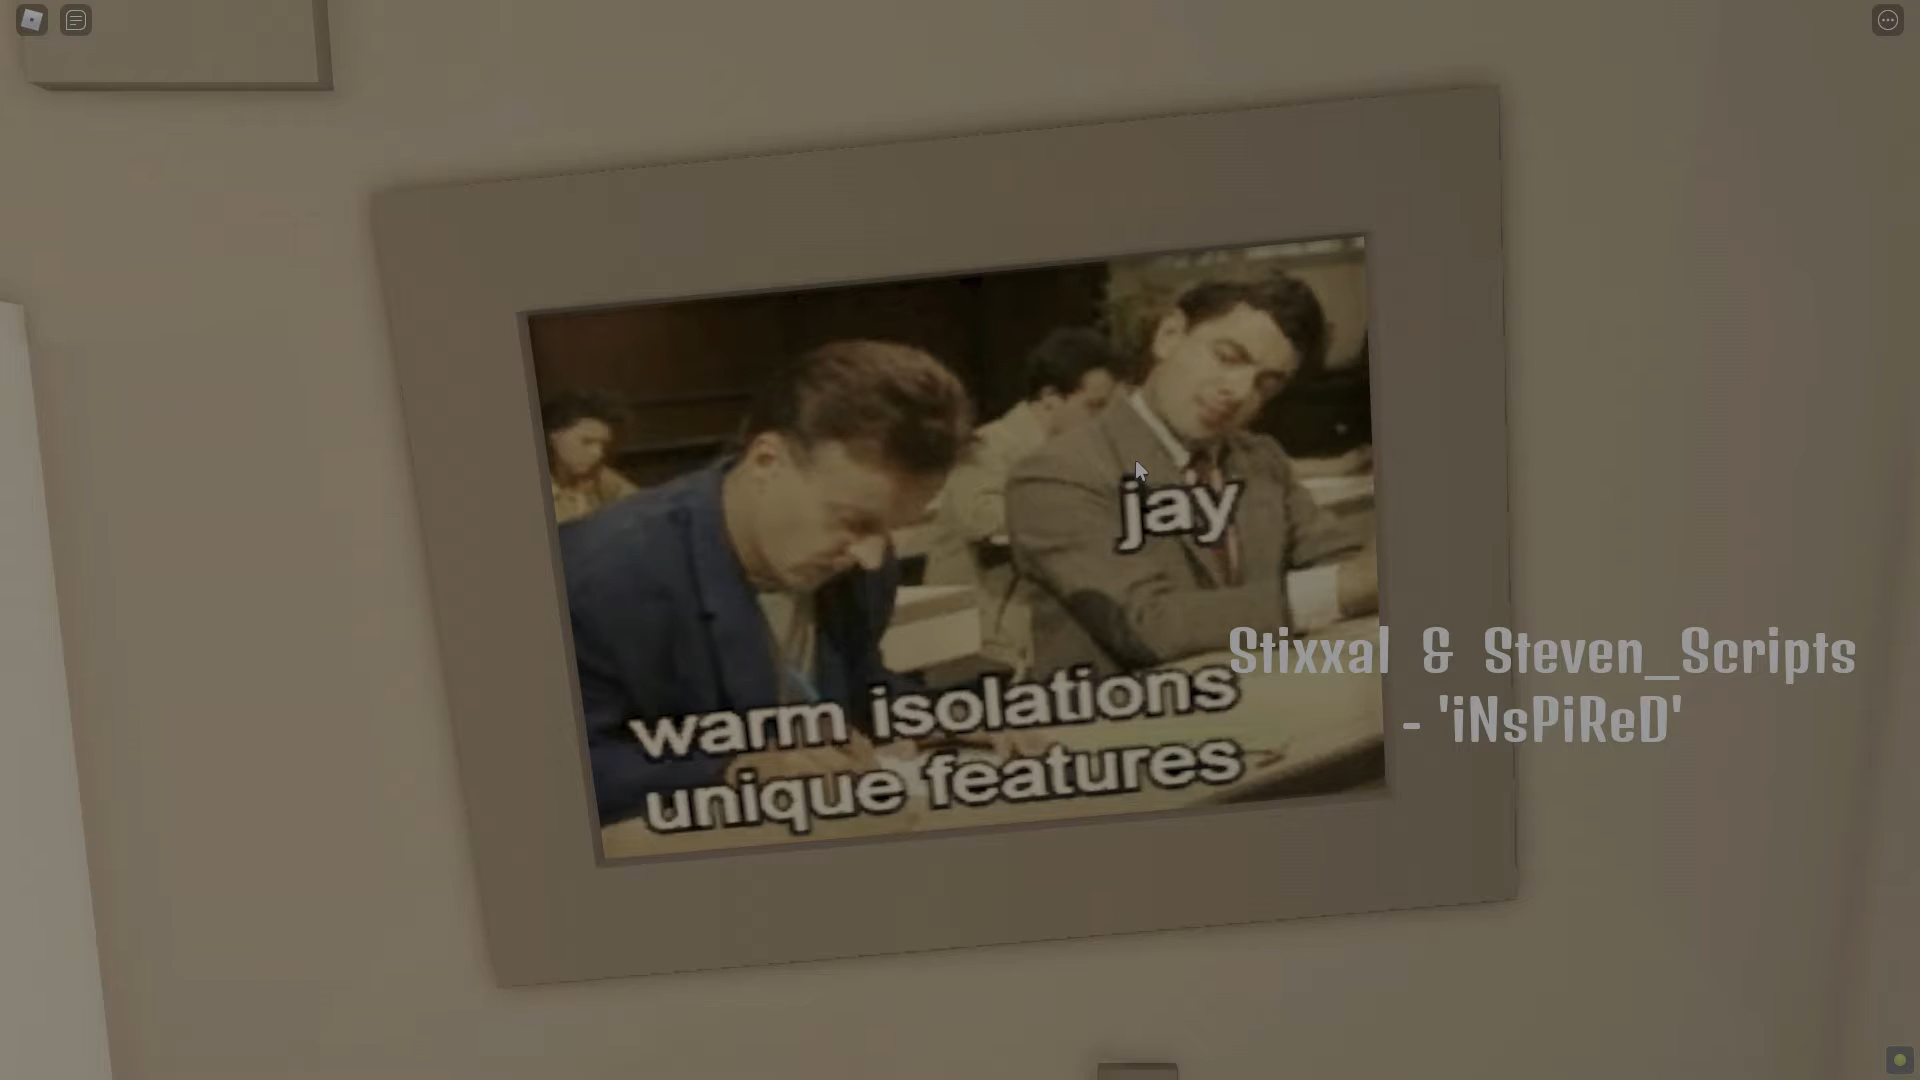 jay
warm isolations
unique features
Stixxal & Steven_Scripts
- 'iNsPiReD'